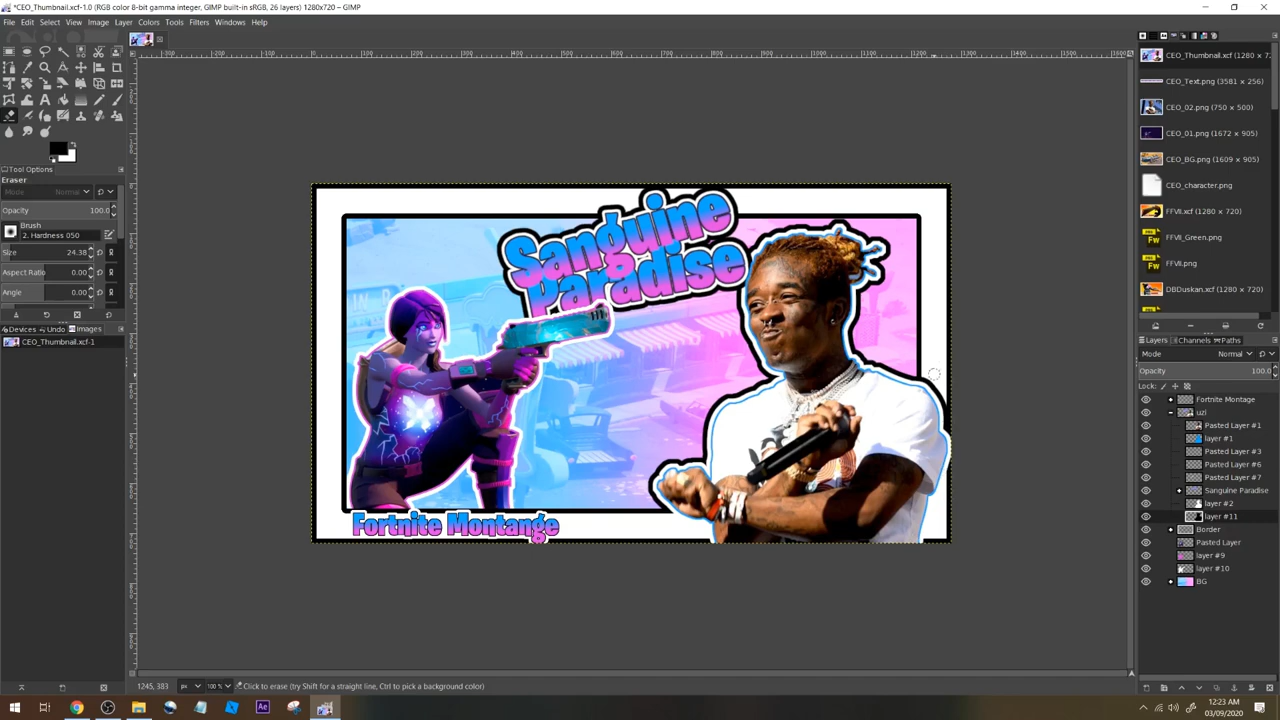 *CEO_Thumbnail.xcf-1.0 (RGB color 8-bit gamma integer, GIMP built-in sRGB, 26 layers) 1280x720 – GIMP
File Edit Select View Image Layer Colors Tools Filters Windows Help
Tool Options
Eraser
Mode Normal
Opacity 100.0
Brush
2. Hardness 050
Size 24.38
Aspect Ratio 0.00
Angle 0.00
Devices Undo Images
CEO_Thumbnail.xcf-1
Sanguine
Paradise
Fortnite Montange
CEO_Thumbnail.xcf (1280 × 7
CEO_Text.png (3581 × 256)
CEO_02.png (750 × 500)
CEO_01.png (1672 × 905)
CEO_BG.png (1609 × 905)
CEO_character.png
FFVII.xcf (1280 × 720)
FFVII_Green.png
FFVII.png
DBDuskan.xcf (1280 × 720)
Layers Channels Paths
Mode Normal
Opacity 100.0
Lock:
Fortnite Montage
uzi
Pasted Layer #1
layer #1
Pasted Layer #3
Pasted Layer #6
Pasted Layer #7
Sanguine Paradise
layer #2
layer #11
Border
Pasted Layer
layer #9
layer #10
BG
1245, 383 px 100 % Click to erase (try Shift for a straight line, Ctrl to pick a background color)
12:23 AM
03/09/2020